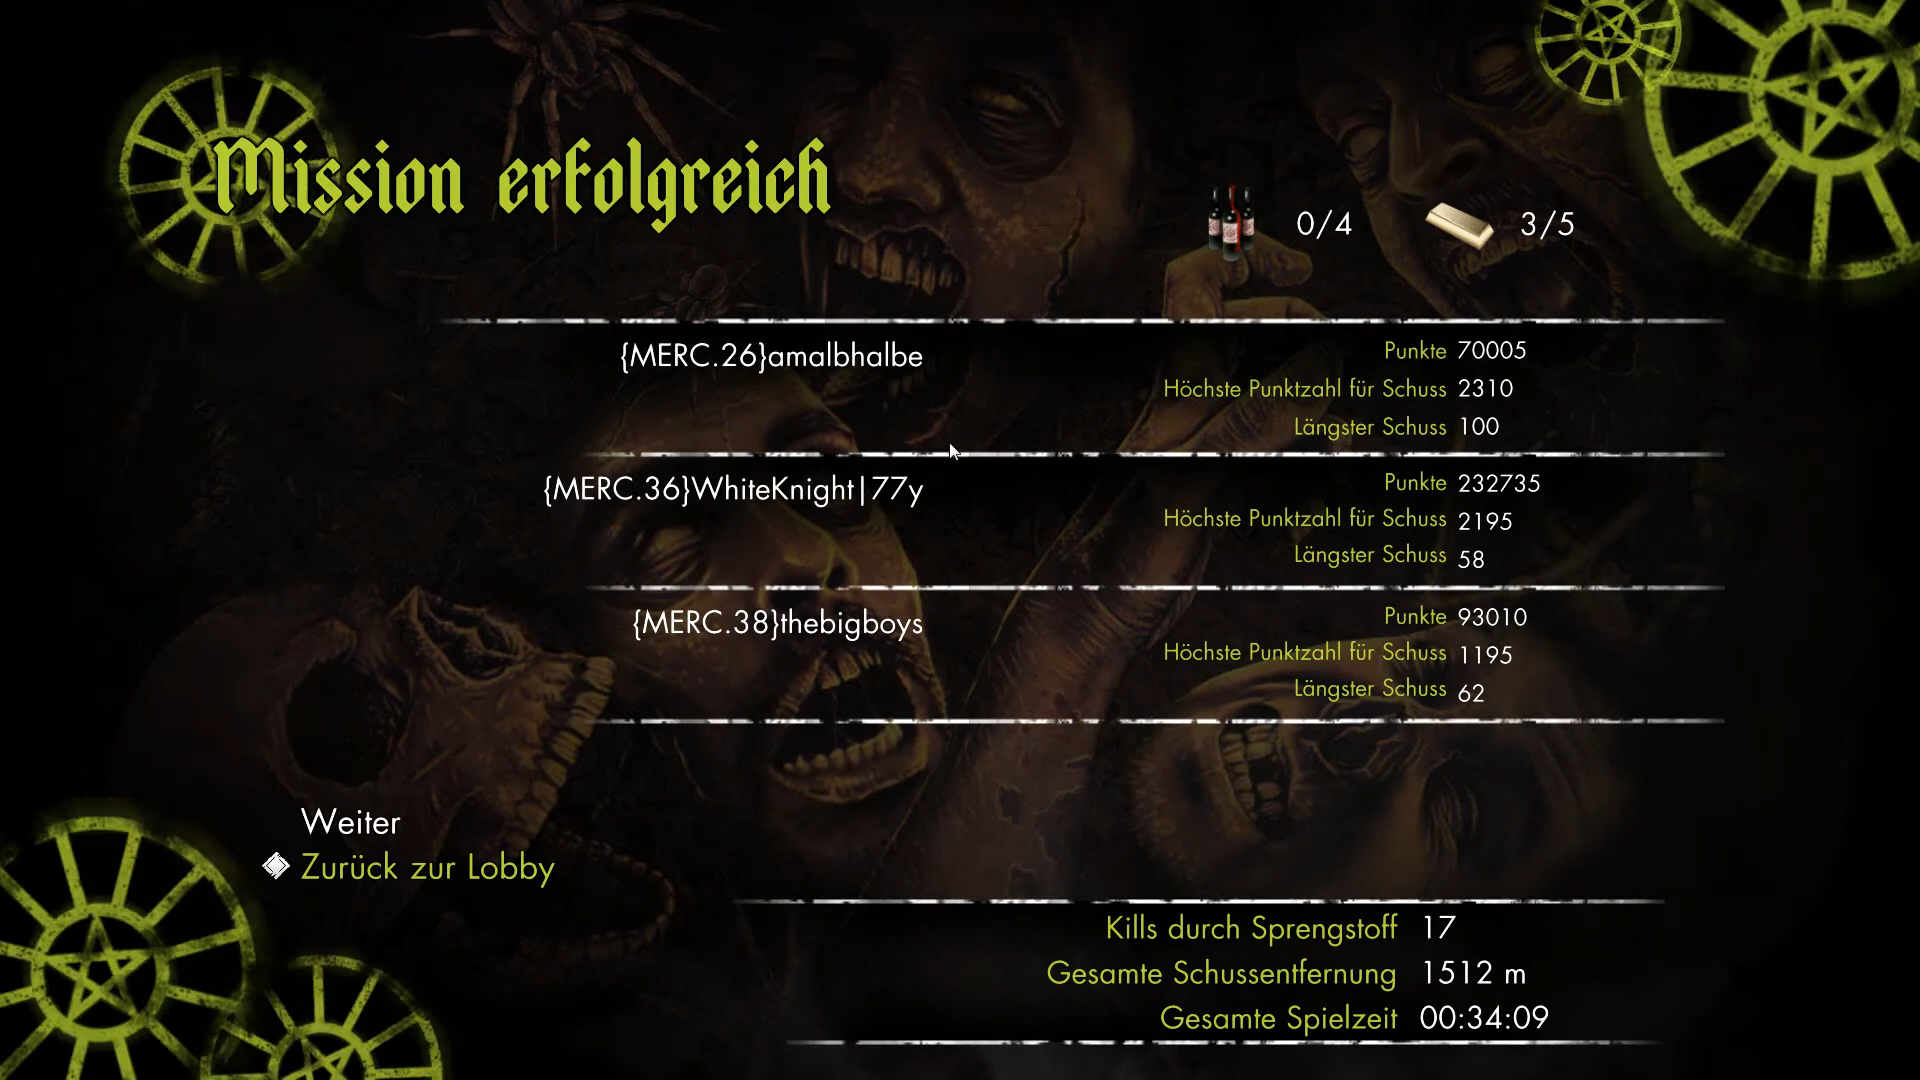 Mission erfolgreich
0/4 3/5
{MERC.26}amalbhalbe
Punkte 70005
Höchste Punktzahl für Schuss 2310
Längster Schuss 100
{MERC.36}WhiteKnight|77y
Punkte 232735
Höchste Punktzahl für Schuss 2195
Längster Schuss 58
{MERC.38}thebigboys
Punkte 93010
Höchste Punktzahl für Schuss 1195
Längster Schuss 62
Weiter
Zurück zur Lobby
Kills durch Sprengstoff 17
Gesamte Schussentfernung 1512 m
Gesamte Spielzeit 00:34:09